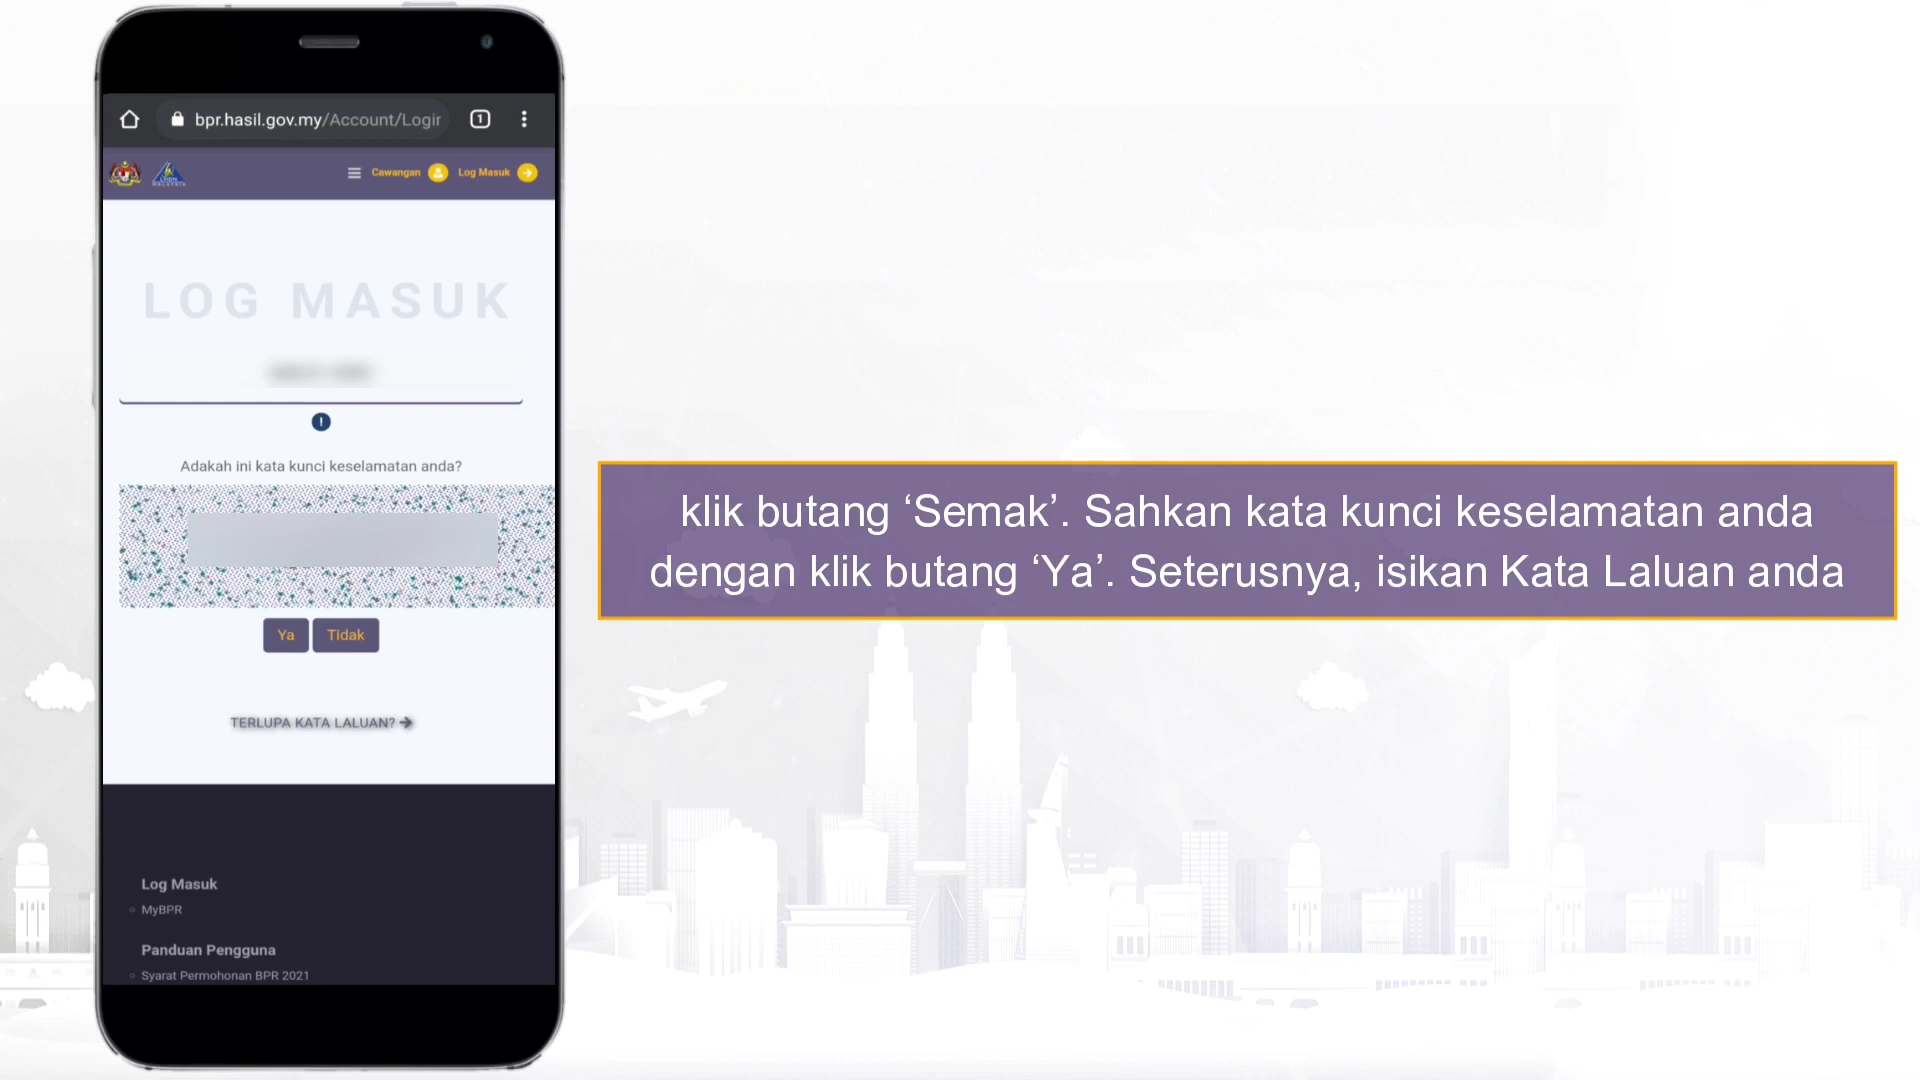 bpr.hasil.gov.my/Account/Login
1
Cawangan
Log Masuk
LOG MASUK
Adakah ini kata kunci keselamatan anda?
Ya
Tidak
TERLUPA KATA LALUAN?
Log Masuk
MyBPR
Panduan Pengguna
Syarat Permohonan BPR 2021
klik butang ‘Semak’. Sahkan kata kunci keselamatan anda
dengan klik butang ‘Ya’. Seterusnya, isikan Kata Laluan anda